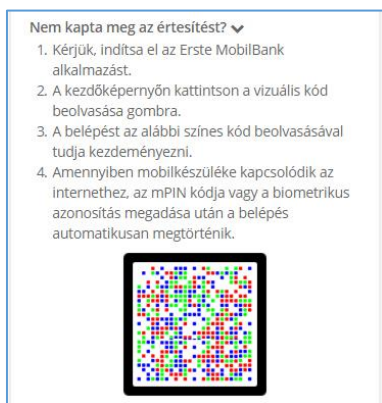 Nem kapta meg az értesítést?
1. Kérjük, indítsa el az Erste MobilBank
alkalmazást.
2. A kezdőképernyőn kattintson a vizuális kód
beolvasása gombra.
3. A belépést az alábbi színes kód beolvasásával
tudja kezdeményezni.
4. Amennyiben mobilkészüléke kapcsolódik az
internethez, az mPIN kódja vagy a biometrikus
azonosítás megadása után a belépés
automatikusan megtörténik.